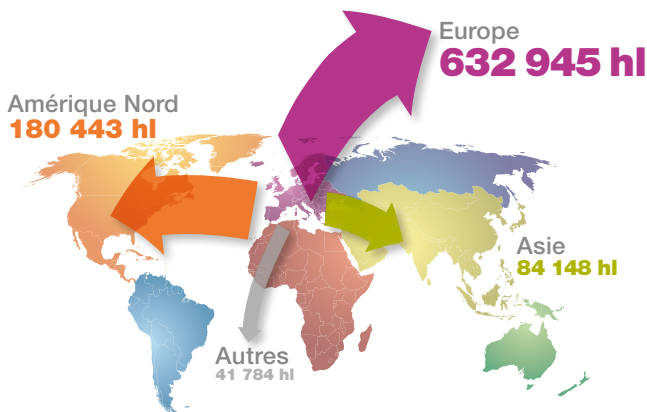 Europe
632 945 hl
Amérique Nord
180 443 hl
Asie
84 148 hl
Autres
41 784 hl